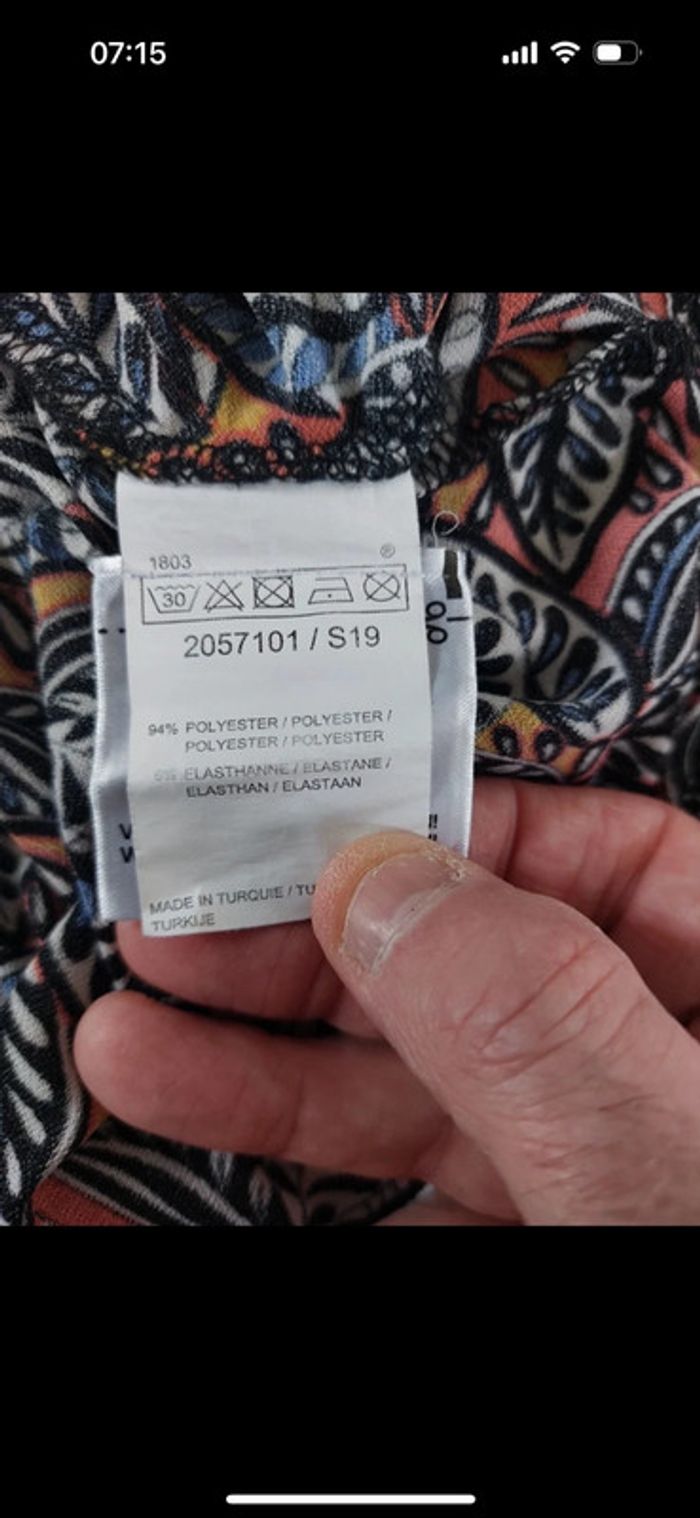 07:15
1803 ®
30
2057101 / S19
94% POLYESTER / POLYESTER /
POLYESTER / POLYESTER
6% ELASTHANNE / ELASTANE /
ELASTHAN / ELASTAAN
MADE IN TURQUIE / TU
TURKIJE